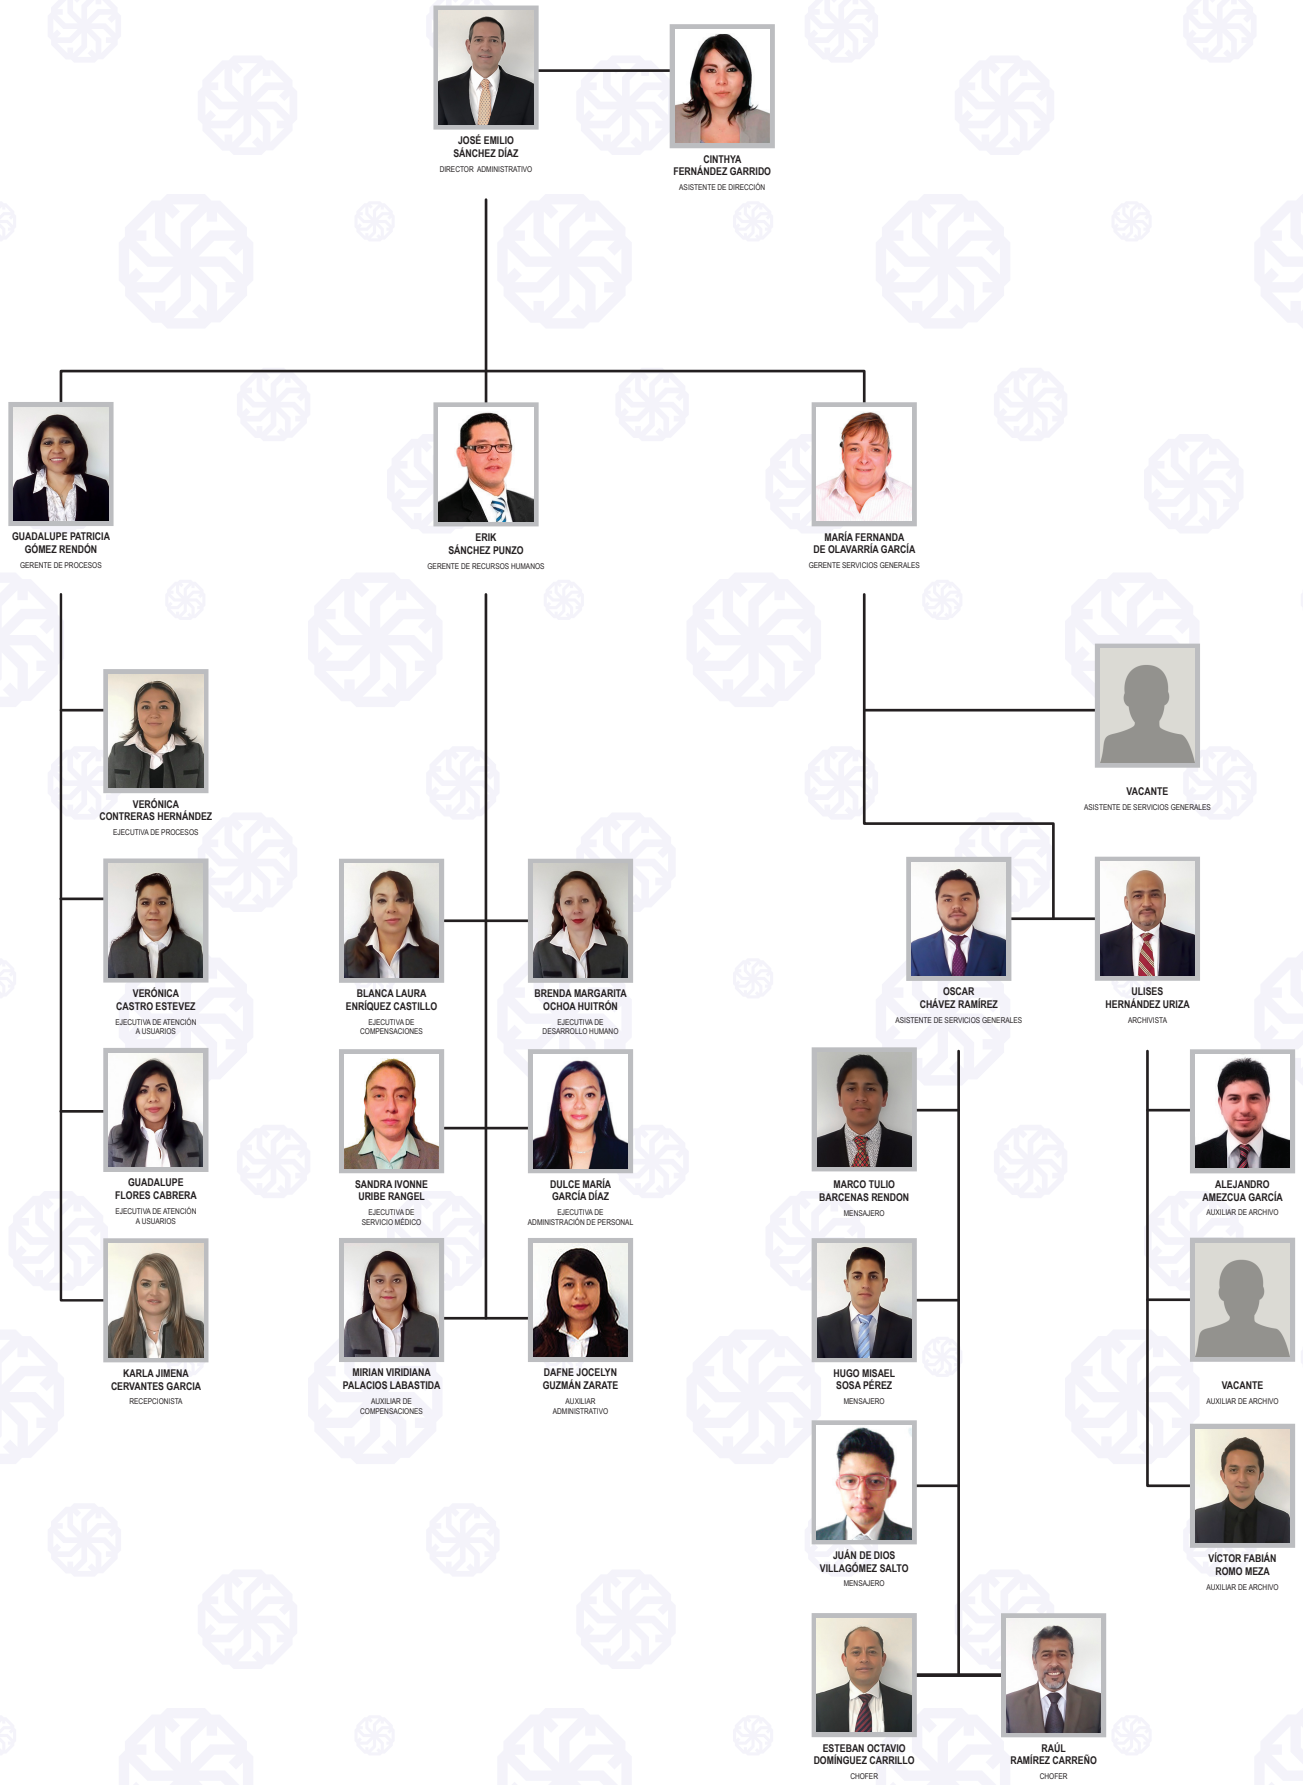 JOSÉ EMILIO
SÁNCHEZ DÍAZ
DIRECTOR ADMINISTRATIVO
CINTHYA
FERNÁNDEZ GARRIDO
ASISTENTE DE DIRECCIÓN
GUADALUPE PATRICIA
GÓMEZ RENDÓN
GERENTE DE PROCESOS
ERIK
SÁNCHEZ PUNZO
GERENTE DE RECURSOS HUMANOS
MARÍA FERNANDA
DE OLAVARRÍA GARCÍA
GERENTE SERVICIOS GENERALES
VERÓNICA
CONTRERAS HERNÁNDEZ
EJECUTIVA DE PROCESOS
VACANTE
ASISTENTE DE SERVICIOS GENERALES
VERÓNICA
CASTRO ESTEVEZ
EJECUTIVA DE ATENCIÓN
A USUARIOS
BLANCA LAURA
ENRÍQUEZ CASTILLO
EJECUTIVA DE
COMPENSACIONES
BRENDA MARGARITA
OCHOA HUITRÓN
EJECUTIVA DE
DESARROLLO HUMANO
OSCAR
CHÁVEZ RAMÍREZ
ASISTENTE DE SERVICIOS GENERALES
ULISES
HERNÁNDEZ URIZA
ARCHIVISTA
GUADALUPE
FLORES CABRERA
EJECUTIVA DE ATENCIÓN
A USUARIOS
SANDRA IVONNE
URIBE RANGEL
EJECUTIVA DE
SERVICIO MÉDICO
DULCE MARÍA
GARCÍA DÍAZ
EJECUTIVA DE
ADMINISTRACIÓN DE PERSONAL
MARCO TULIO
BARCENAS RENDON
MENSAJERO
ALEJANDRO
AMEZCUA GARCÍA
AUXILIAR DE ARCHIVO
KARLA JIMENA
CERVANTES GARCIA
RECEPCIONISTA
MIRIAN VIRIDIANA
PALACIOS LABASTIDA
AUXILIAR DE
COMPENSACIONES
DAFNE JOCELYN
GUZMÁN ZARATE
AUXILIAR
ADMINISTRATIVO
HUGO MISAEL
SOSA PÉREZ
MENSAJERO
VACANTE
AUXILIAR DE ARCHIVO
JUÁN DE DIOS
VILLAGÓMEZ SALTO
MENSAJERO
VÍCTOR FABIÁN
ROMO MEZA
AUXILIAR DE ARCHIVO
ESTEBAN OCTAVIO
DOMÍNGUEZ CARRILLO
CHOFER
RAÚL
RAMÍREZ CARREÑO
CHOFER